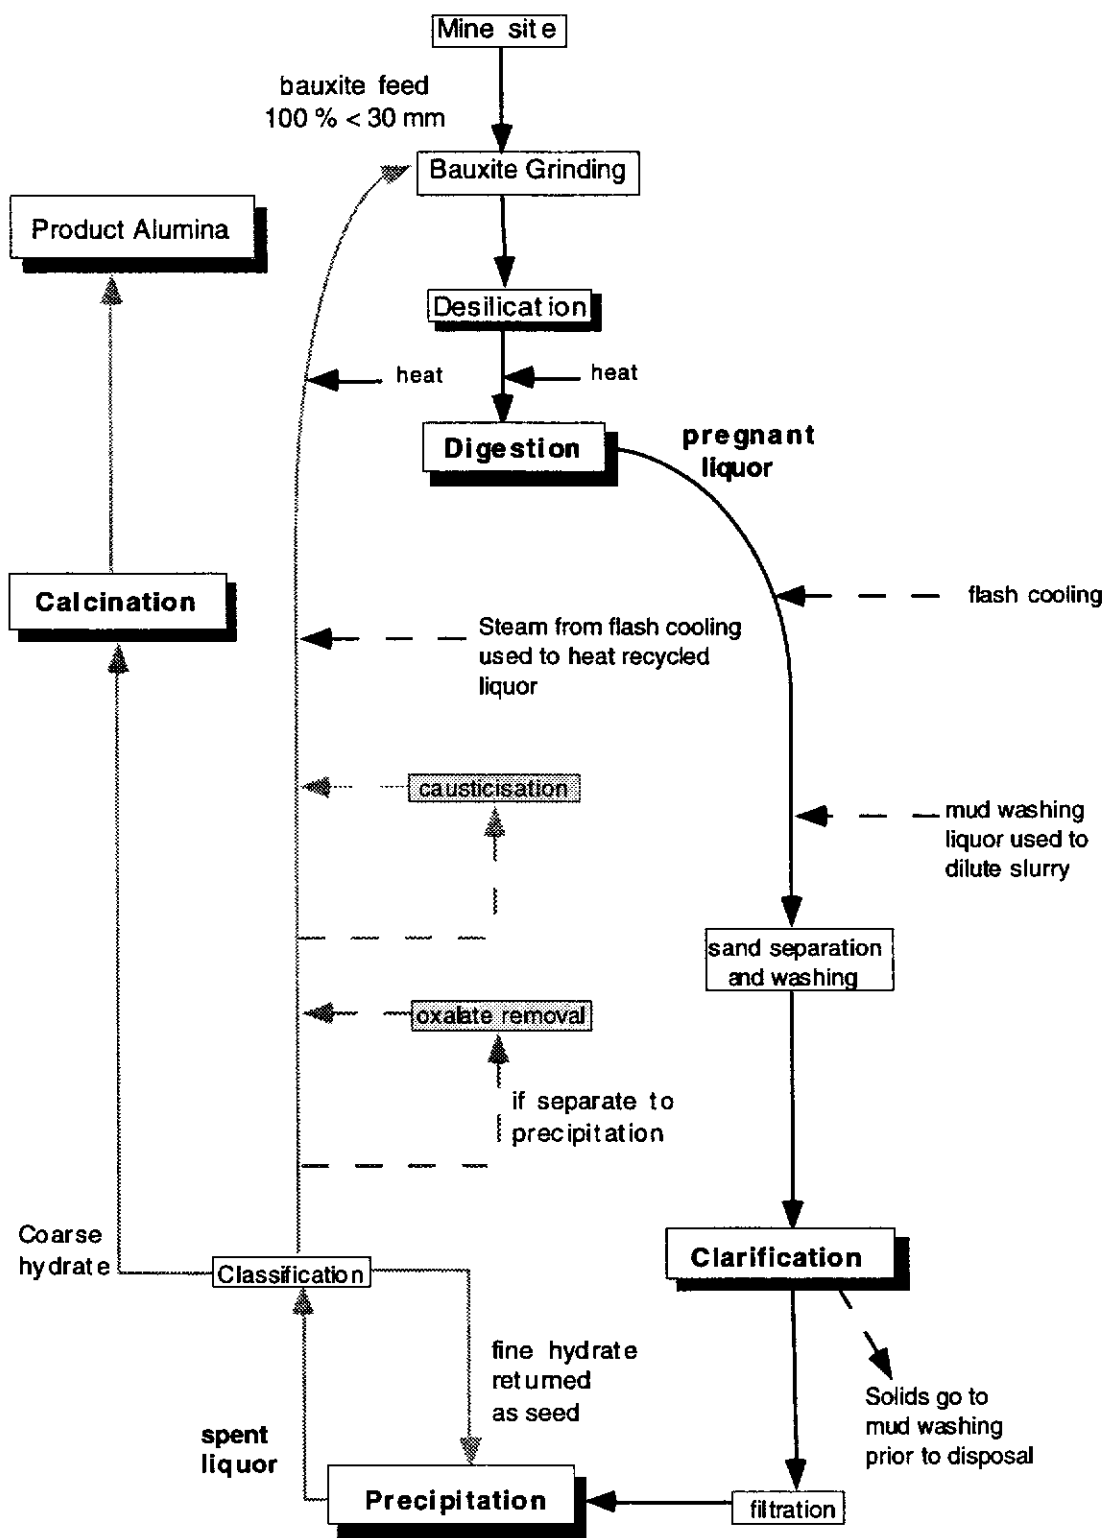 Mine site
bauxite feed
100 % < 30 mm
Bauxite Grinding
Product Alumina
Desilication
heat
heat
Digestion
pregnant
liquor
Calcination
flash cooling
Steam from flash cooling
used to heat recycled
liquor
causticisation
mud washing
liquor used to
dilute slurry
sand separation
and washing
oxalate removal
if separate to
precipitation
Coarse
hydrate
Classification
Clarification
fine hydrate
returned
as seed
Solids go to
mud washing
prior to disposal
spent
liquor
Precipitation
filtration